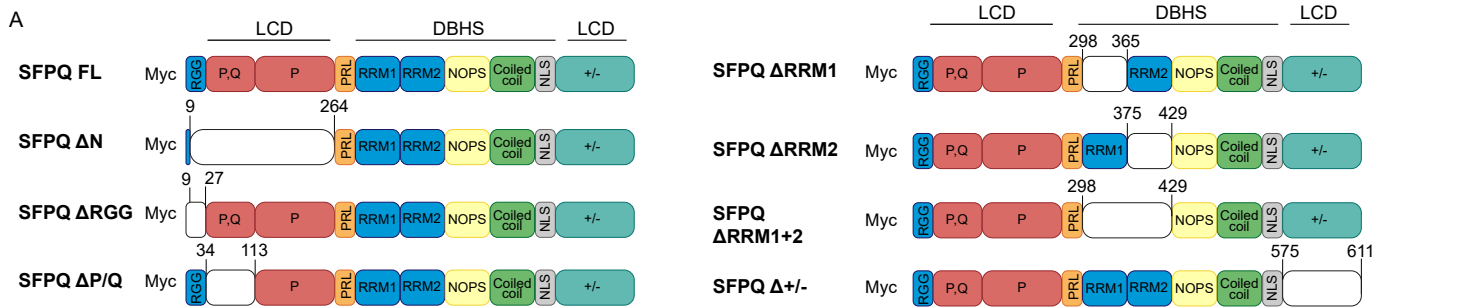 A
LCD DBHS LCD
SFPQ FL Myc RGG P,Q P PRL RRM1 RRM2 NOPS Coiled coil NLS +/-
9 264
SFPQ ΔN Myc PRL RRM1 RRM2 NOPS Coiled coil NLS +/-
9 27
SFPQ ΔRGG Myc P,Q P PRL RRM1 RRM2 NOPS Coiled coil NLS +/-
34 113
SFPQ ΔP/Q Myc RGG P PRL RRM1 RRM2 NOPS Coiled coil NLS +/-
LCD DBHS LCD
298 365
SFPQ ΔRRM1 Myc RGG P,Q P PRL RRM2 NOPS Coiled coil NLS +/-
375 429
SFPQ ΔRRM2 Myc RGG P,Q P PRL RRM1 NOPS Coiled coil NLS +/-
298 429
SFPQ ΔRRM1+2 Myc RGG P,Q P PRL NOPS Coiled coil NLS +/-
575 611
SFPQ Δ+/- Myc RGG P,Q P PRL RRM1 RRM2 NOPS Coiled coil NLS